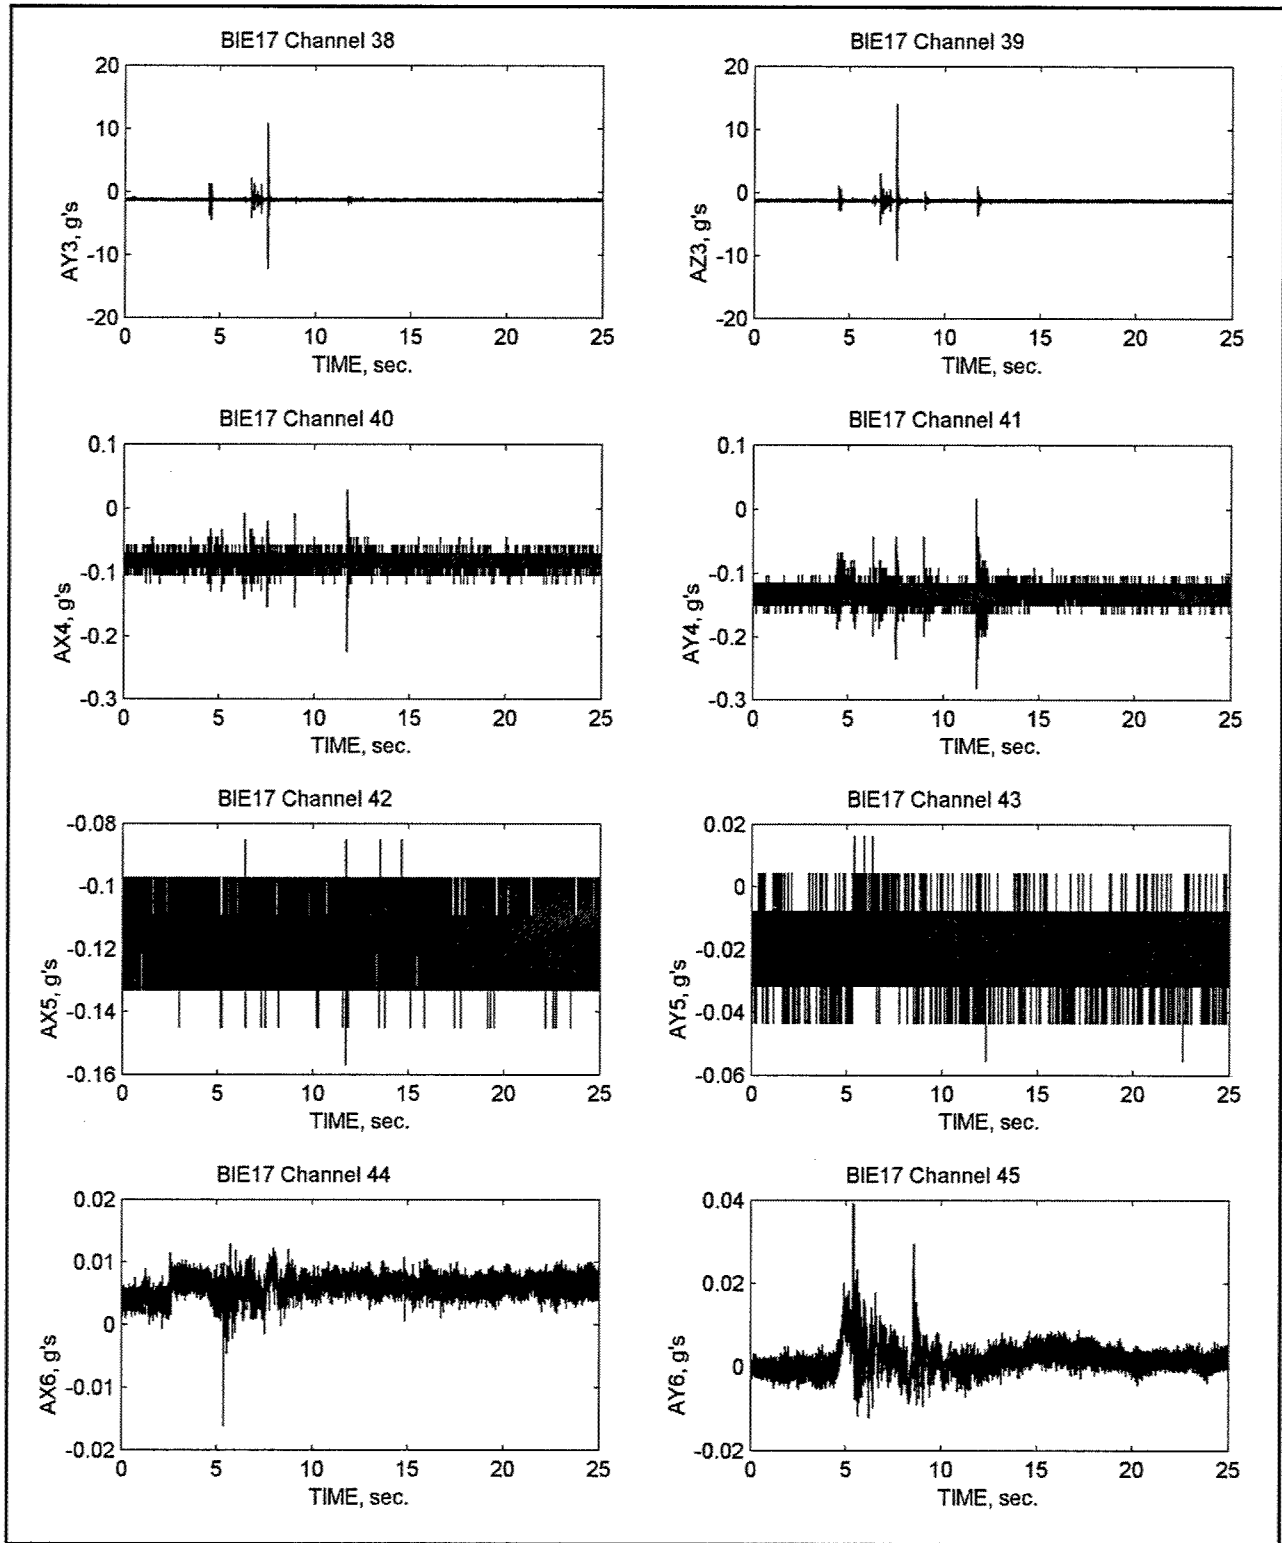 BIE17 Channel 38
20
10
0
-10
-20
AY3, g's
0 5 10 15 20 25
TIME, sec.
BIE17 Channel 39
20
10
0
-10
-20
AZ3, g's
0 5 10 15 20 25
TIME, sec.
BIE17 Channel 40
0.1
0
-0.1
-0.2
-0.3
AX4, g's
0 5 10 15 20 25
TIME, sec.
BIE17 Channel 41
0.1
0
-0.1
-0.2
-0.3
AY4, g's
0 5 10 15 20 25
TIME, sec.
BIE17 Channel 42
-0.08
-0.1
-0.12
-0.14
-0.16
AX5, g's
0 5 10 15 20 25
TIME, sec.
BIE17 Channel 43
0.02
0
-0.02
-0.04
-0.06
AY5, g's
0 5 10 15 20 25
TIME, sec.
BIE17 Channel 44
0.02
0.01
0
-0.01
-0.02
AX6, g's
0 5 10 15 20 25
TIME, sec.
BIE17 Channel 45
0.04
0.02
0
-0.02
AY6, g's
0 5 10 15 20 25
TIME, sec.